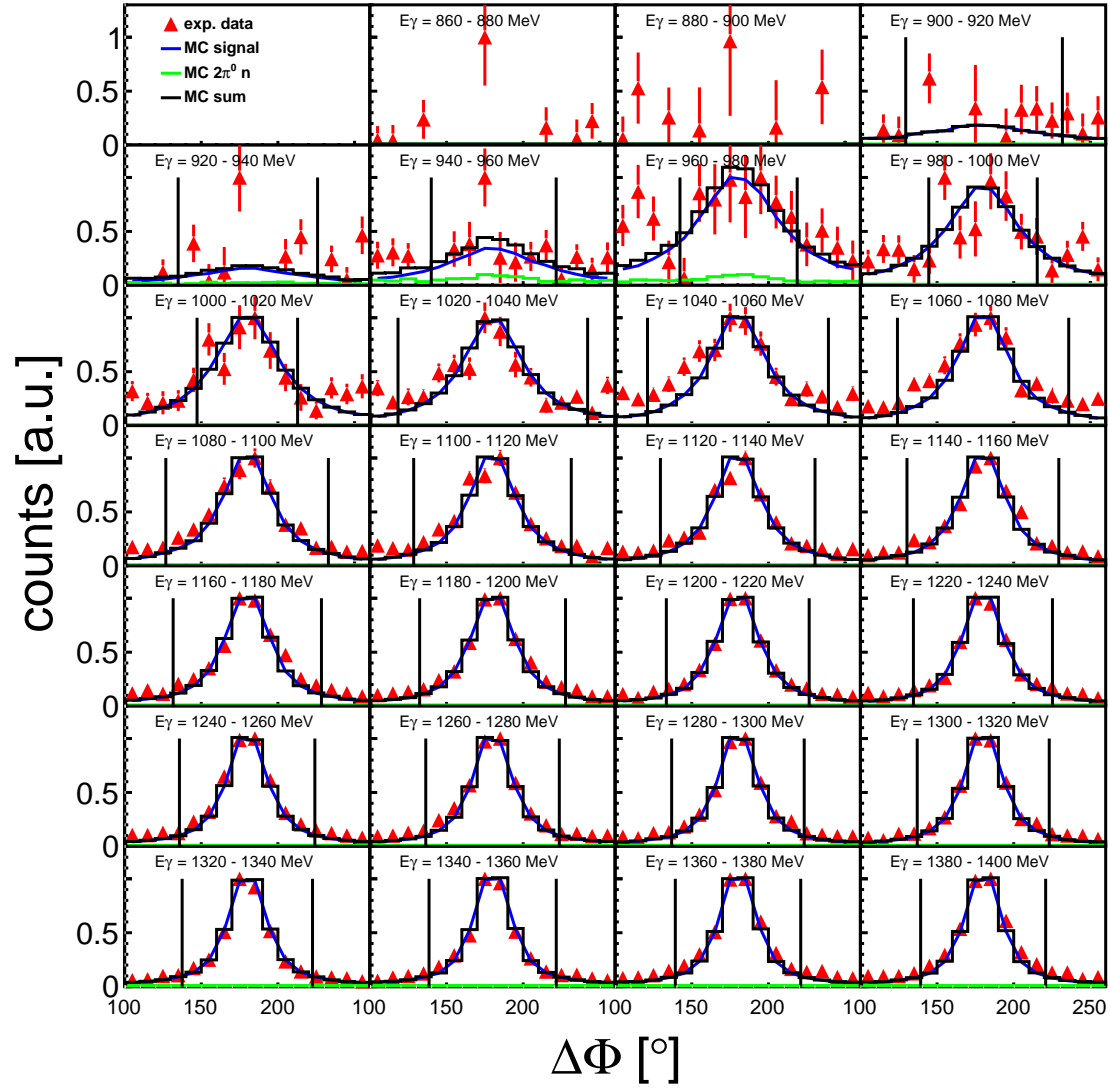 exp. data
MC signal
MC 2π⁰ n
MC sum
Eγ = 860 - 880 MeV
Eγ = 880 - 900 MeV
Eγ = 900 - 920 MeV
1
0.5
0
Eγ = 920 - 940 MeV
Eγ = 940 - 960 MeV
Eγ = 960 - 980 MeV
Eγ = 980 - 1000 MeV
1
0.5
0
Eγ = 1000 - 1020 MeV
Eγ = 1020 - 1040 MeV
Eγ = 1040 - 1060 MeV
Eγ = 1060 - 1080 MeV
1
0.5
0
Eγ = 1080 - 1100 MeV
Eγ = 1100 - 1120 MeV
Eγ = 1120 - 1140 MeV
Eγ = 1140 - 1160 MeV
1
0.5
0
Eγ = 1160 - 1180 MeV
Eγ = 1180 - 1200 MeV
Eγ = 1200 - 1220 MeV
Eγ = 1220 - 1240 MeV
1
0.5
0
Eγ = 1240 - 1260 MeV
Eγ = 1260 - 1280 MeV
Eγ = 1280 - 1300 MeV
Eγ = 1300 - 1320 MeV
1
0.5
0
Eγ = 1320 - 1340 MeV
Eγ = 1340 - 1360 MeV
Eγ = 1360 - 1380 MeV
Eγ = 1380 - 1400 MeV
1
0.5
0
100 150 200 100 150 200 100 150 200 100 150 200 250
counts [a.u.]
ΔΦ [°]